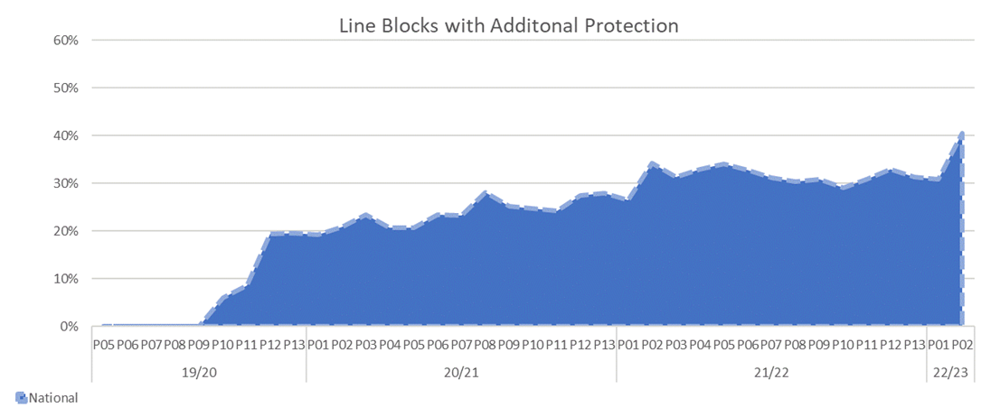 Line Blocks with Additonal Protection
60%
50%
40%
30%
20%
10%
0%
P05 P06 P07 P08 P09 P10 P11 P12 P13 P01 P02 P03 P04 P05 P06 P07 P08 P09 P10 P11 P12 P13 P01 P02 P03 P04 P05 P06 P07 P08 P09 P10 P11 P12 P13 P01 P02
19/20 20/21 21/22 22/23
National